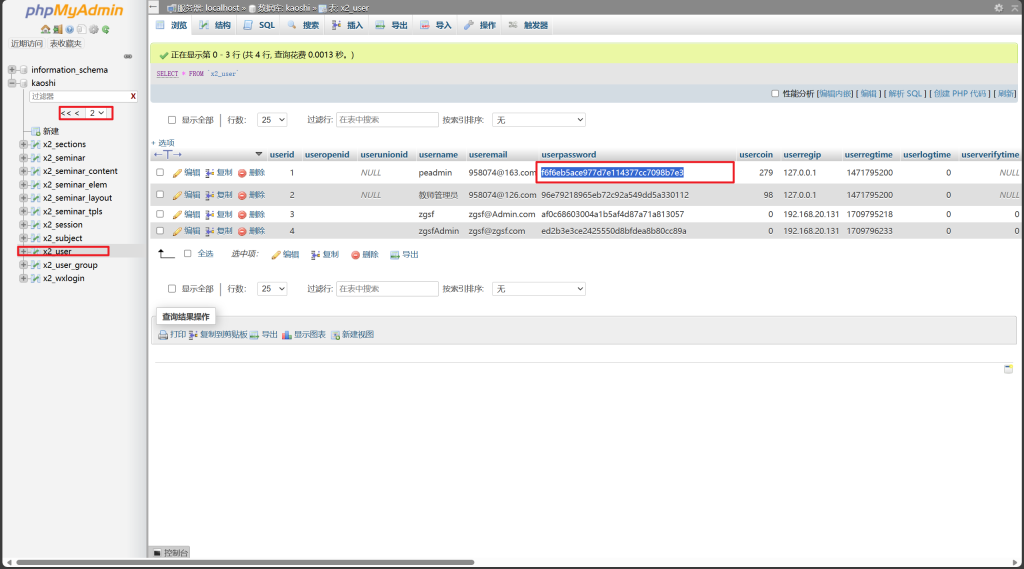 phpMyAdmin
近期访问 表收藏夹
information_schema
kaoshi
过滤器 X
<< < 2
新建
x2_sections
x2_seminar
x2_seminar_content
x2_seminar_elem
x2_seminar_layout
x2_seminar_tpls
x2_session
x2_subject
x2_user
x2_user_group
x2_wxlogin
服务器: localhost » 数据库: kaoshi » 表: x2_user
浏览 结构 SQL 搜索 插入 导出 导入 操作 触发器
正在显示第 0 - 3 行 (共 4 行, 查询花费 0.0013 秒。)
SELECT * FROM `x2_user`
性能分析 [编辑内嵌] [ 编辑 ] [ 解析 SQL ] [ 创建 PHP 代码 ] [ 刷新]
显示全部 行数: 25 过滤行: 在表中搜索 按索引排序: 无
+ 选项
←T→ userid useropenid userunionid username useremail userpassword usercoin userregip userregtime userlogtime userverifytime
编辑 复制 删除 1 NULL peadmin 958074@163.com f6f6eb5ace977d7e114377cc7098b7e3 279 127.0.0.1 1471795200 0 NULL
编辑 复制 删除 2 NULL 教师管理员 958074@126.com 96e79218965eb72c92a549dd5a330112 98 127.0.0.1 1471795200 0 NULL
编辑 复制 删除 3 zgsf zgsf@Admin.com af0c68603004a1b5af4d87a71a813057 0 192.168.20.131 1709795218 0 0
编辑 复制 删除 4 zgsfAdmin zgsf@zgsf.com ed2b3e3ce2425550d8bfdea8b80cc89a 0 192.168.20.131 1709796233 0 0
全选 选中项: 编辑 复制 删除 导出
显示全部 行数: 25 过滤行: 在表中搜索 按索引排序: 无
查询结果操作
打印 复制到剪贴板 导出 显示图表 新建视图
控制台